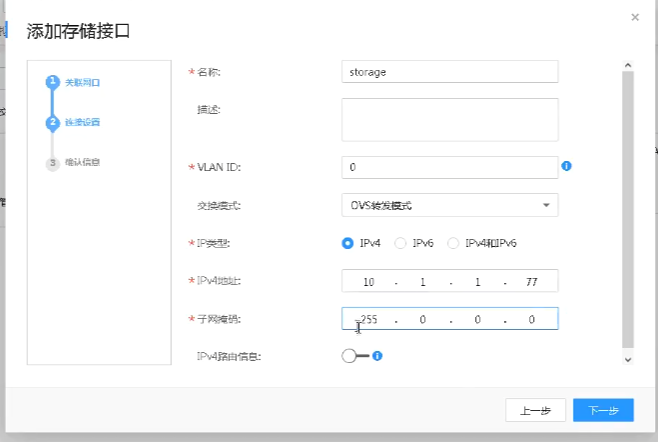 添加存储接口
1 关联网口
2 连接设置
3 确认信息
*名称: storage
描述:
*VLAN ID: 0
交换模式: OVS转发模式
*IP类型: IPv4 IPv6 IPv4和IPv6
*IPv4地址: 10 . 1 . 1 . 77
*子网掩码: 255 . 0 . 0 . 0
IPv4路由信息:
上一步 下一步